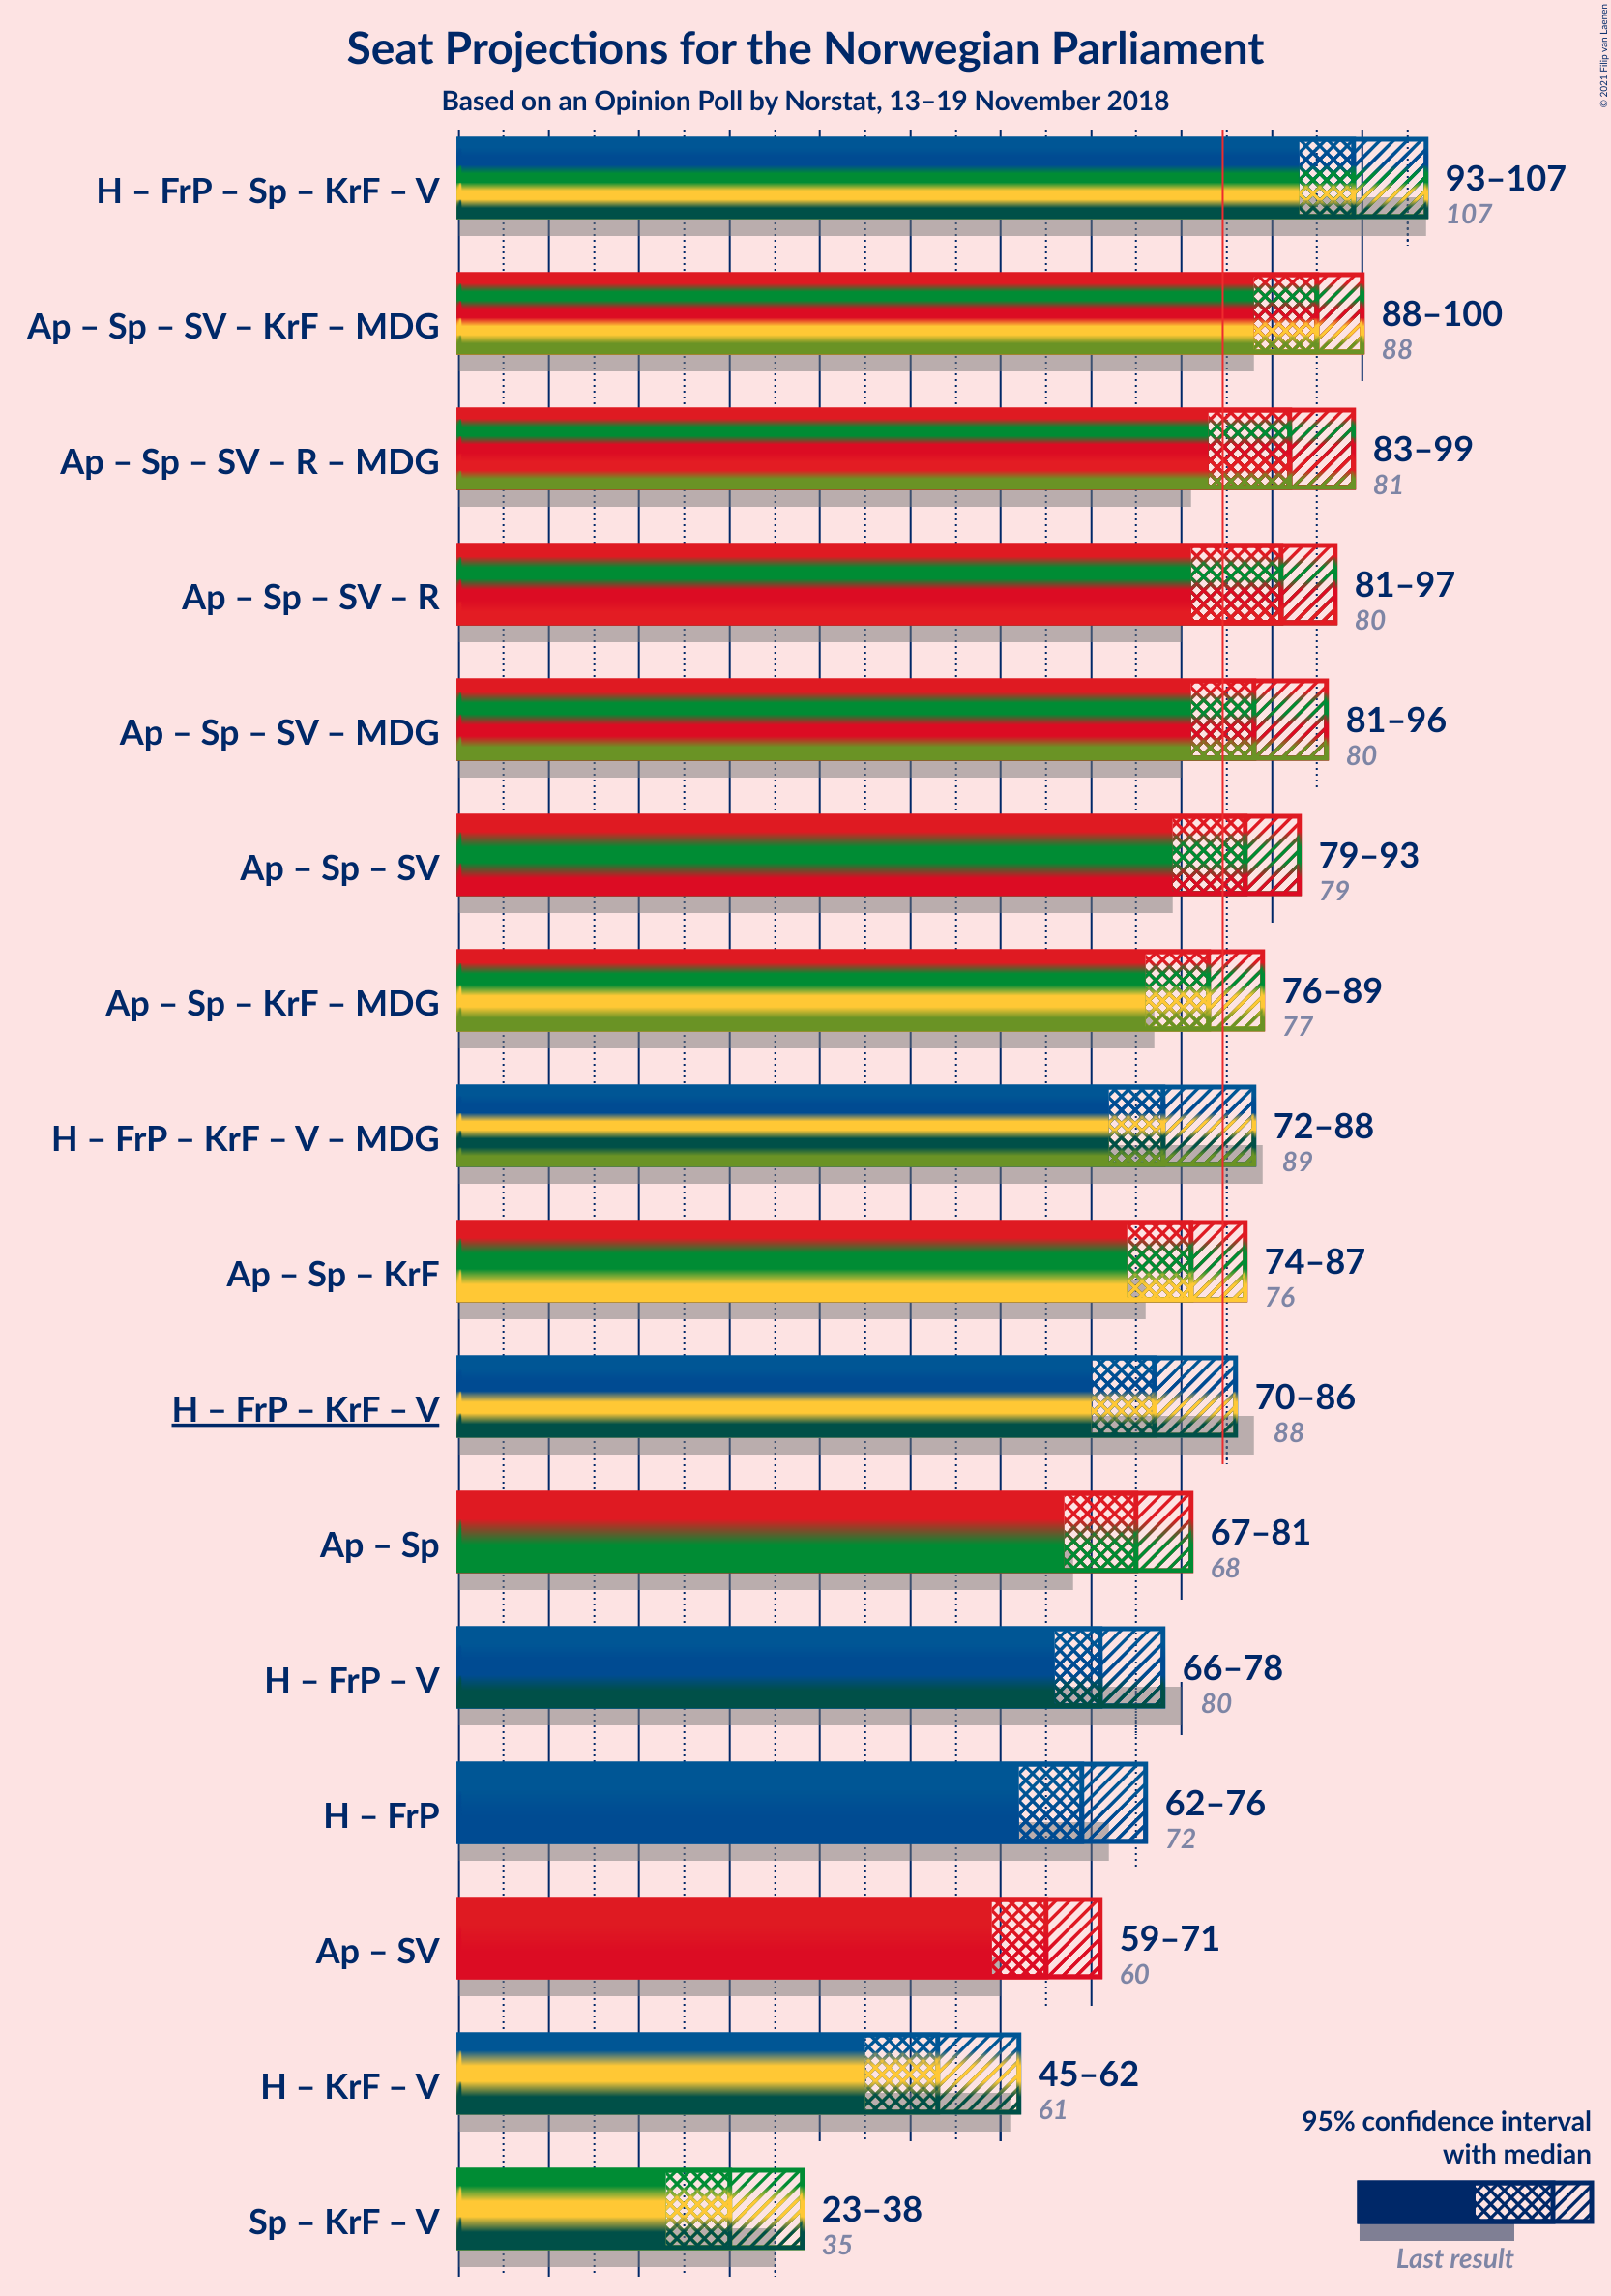 © 2021 Filip van Laenen
Seat Projections for the Norwegian Parliament
Based on an Opinion Poll by Norstat, 13–19 November 2018
H – FrP – Sp – KrF – V
93–107
107
Ap – Sp – SV – KrF – MDG
88–100
88
Ap – Sp – SV – R – MDG
83–99
81
Ap – Sp – SV – R
81–97
80
Ap – Sp – SV – MDG
81–96
80
Ap – Sp – SV
79–93
79
Ap – Sp – KrF – MDG
76–89
77
H – FrP – KrF – V – MDG
72–88
89
Ap – Sp – KrF
74–87
76
H – FrP – KrF – V
70–86
88
Ap – Sp
67–81
68
H – FrP – V
66–78
80
H – FrP
62–76
72
Ap – SV
59–71
60
H – KrF – V
45–62
61
Sp – KrF – V
23–38
35
95% confidence interval
with median
Last result